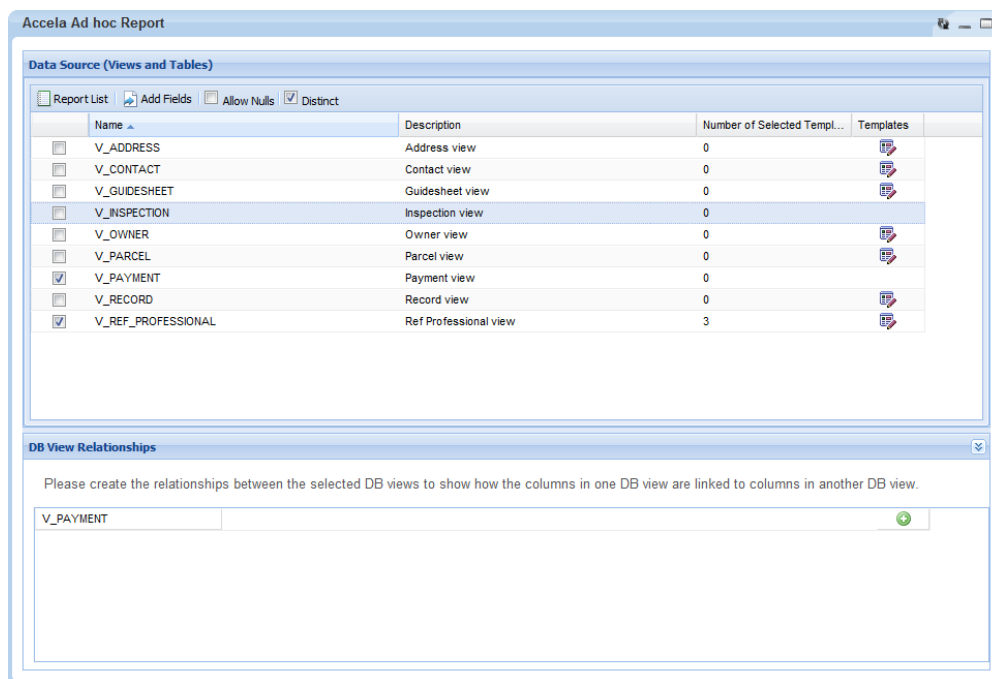 Accela Ad hoc Report
Data Source (Views and Tables)
Report List Add Fields Allow Nulls Distinct
Name Description Number of Selected Templ... Templates
V_ADDRESS Address view 0
V_CONTACT Contact view 0
V_GUIDESHEET Guidesheet view 0
V_INSPECTION Inspection view 0
V_OWNER Owner view 0
V_PARCEL Parcel view 0
V_PAYMENT Payment view 0
V_RECORD Record view 0
V_REF_PROFESSIONAL Ref Professional view 3
DB View Relationships
Please create the relationships between the selected DB views to show how the columns in one DB view are linked to columns in another DB view.
V_PAYMENT